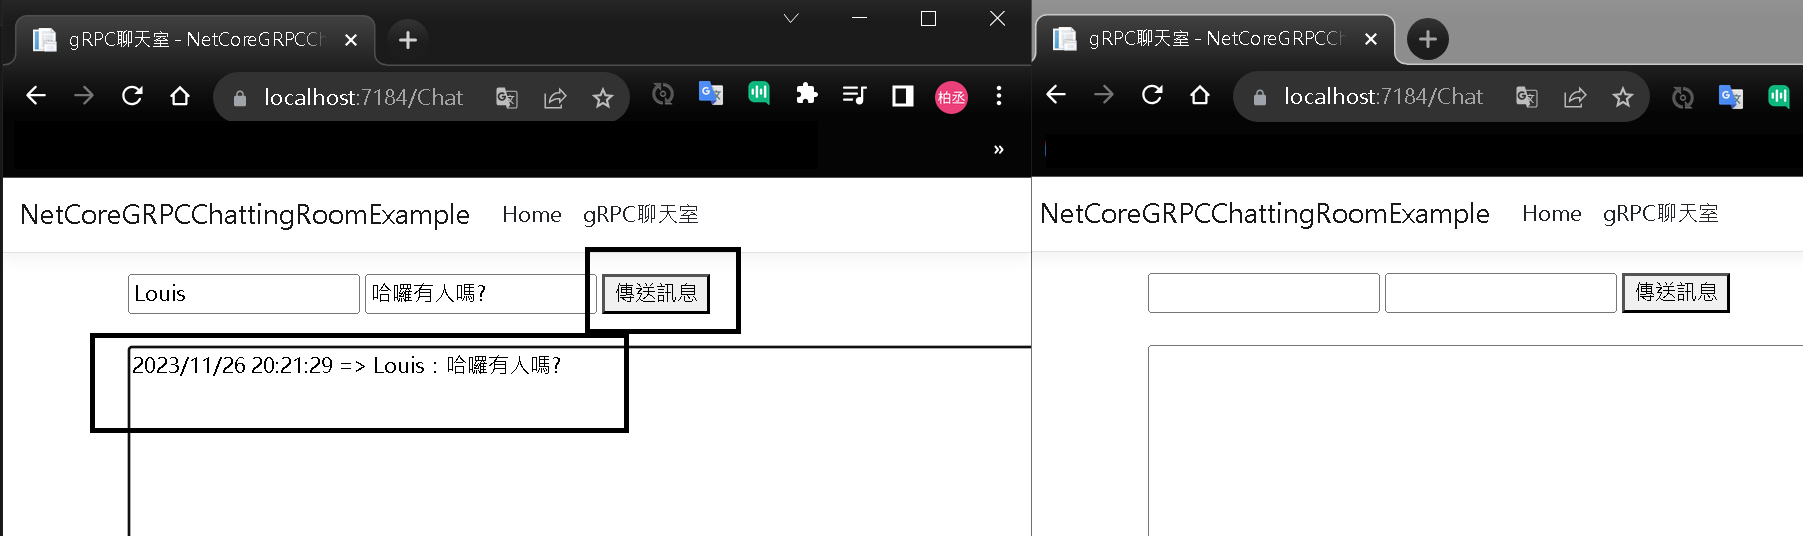 gRPC聊天室 - NetCoreGRPCCh
localhost:7184/Chat
柏丞
»
NetCoreGRPCChattingRoomExample Home gRPC聊天室
Louis 哈囉有人嗎? 傳送訊息
2023/11/26 20:21:29 => Louis：哈囉有人嗎?
gRPC聊天室 - NetCoreGRPCCh
localhost:7184/Chat
NetCoreGRPCChattingRoomExample Home gRPC聊天室
傳送訊息